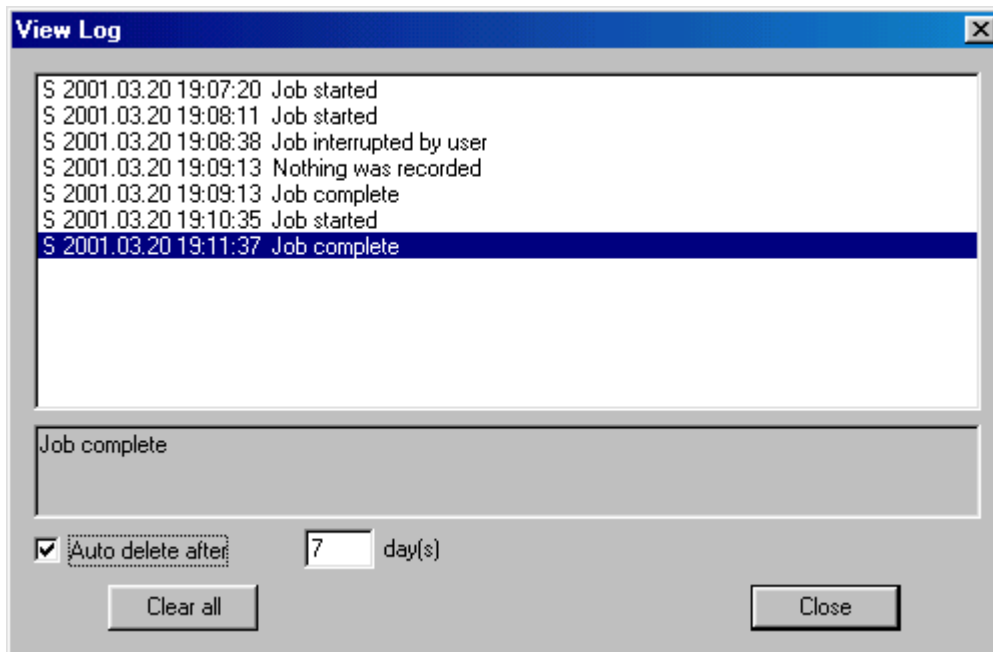 View Log
S 2001.03.20 19:07:20 Job started
S 2001.03.20 19:08:11 Job started
S 2001.03.20 19:08:38 Job interrupted by user
S 2001.03.20 19:09:13 Nothing was recorded
S 2001.03.20 19:09:13 Job complete
S 2001.03.20 19:10:35 Job started
S 2001.03.20 19:11:37 Job complete
Job complete
Auto delete after 7 day(s)
Clear all Close